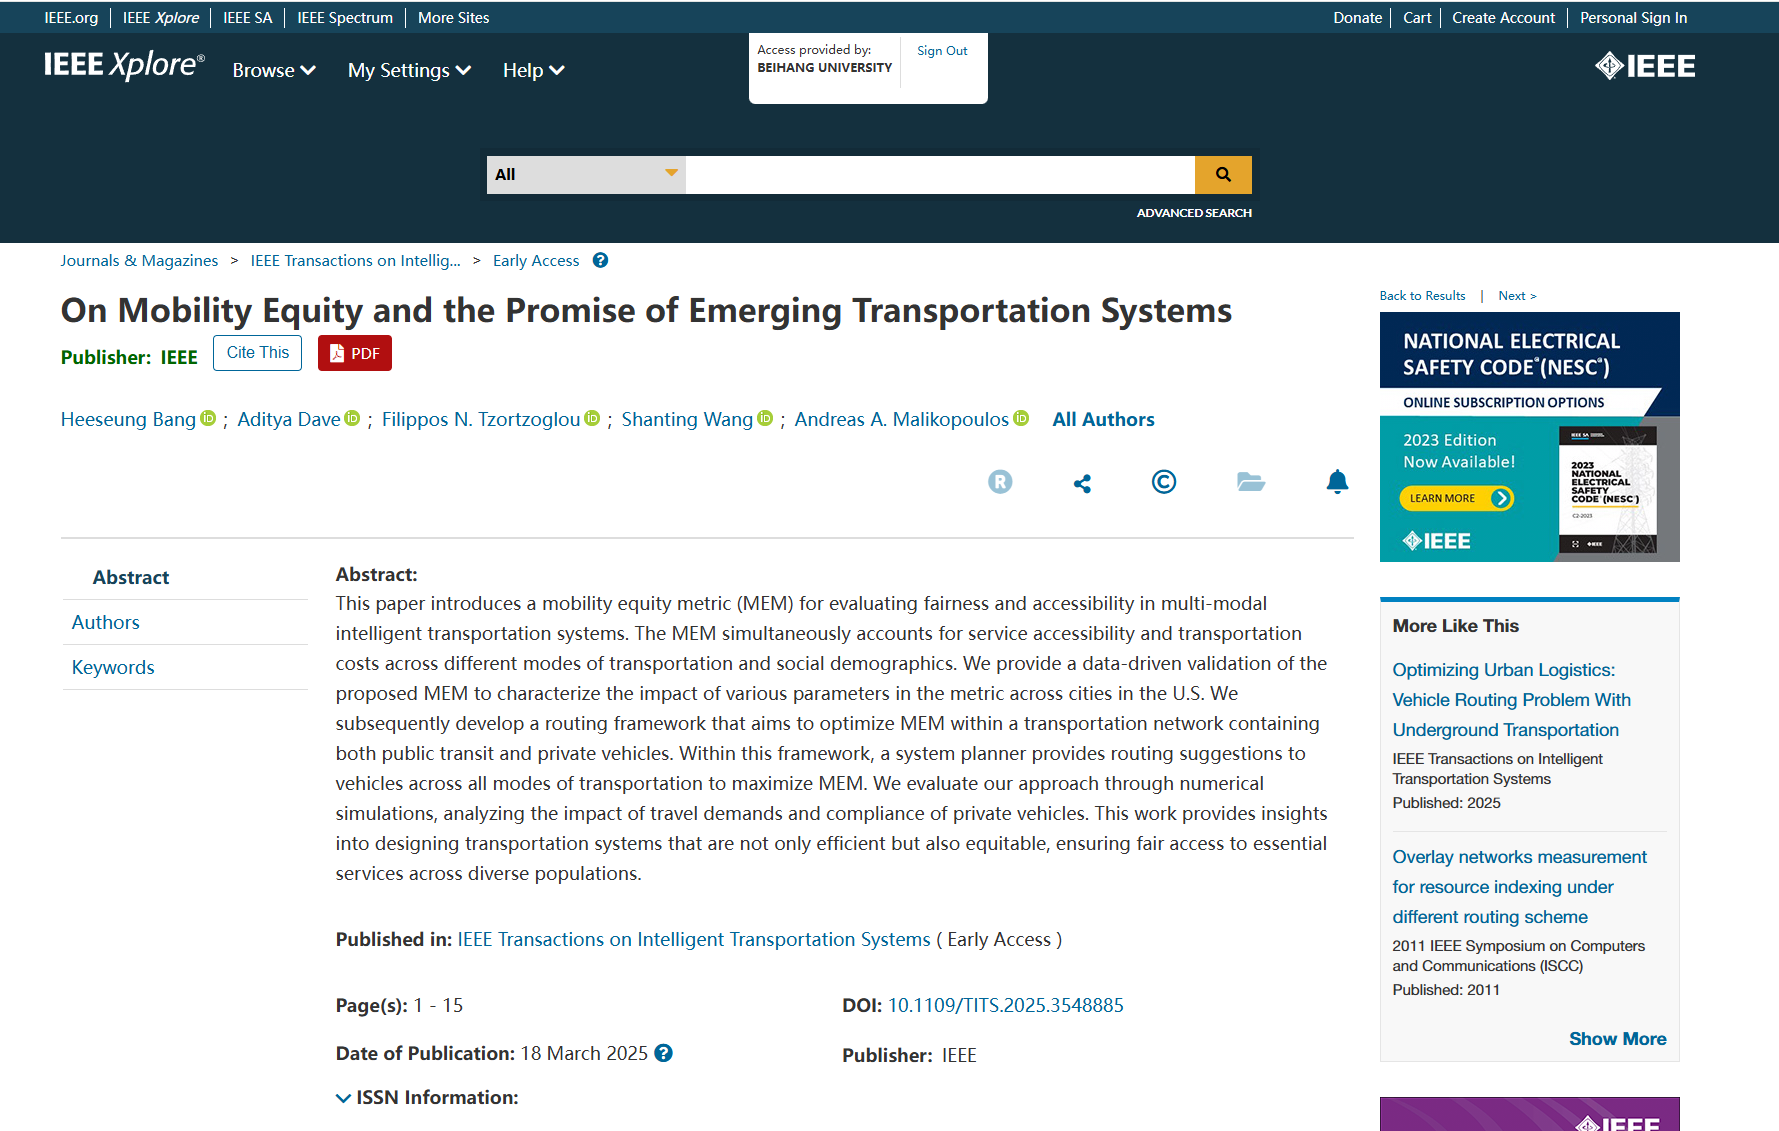 IEEE.org | IEEE Xplore | IEEE SA | IEEE Spectrum | More Sites
Donate | Cart | Create Account | Personal Sign In
IEEE Xplore®
Browse
My Settings
Help
Access provided by:
BEIHANG UNIVERSITY
Sign Out
IEEE
All
ADVANCED SEARCH
Journals & Magazines > IEEE Transactions on Intellig... > Early Access
On Mobility Equity and the Promise of Emerging Transportation Systems
Publisher: IEEE
Cite This
PDF
Heeseung Bang ; Aditya Dave ; Filippos N. Tzortzoglou ; Shanting Wang ; Andreas A. Malikopoulos All Authors
R
©
Abstract
Authors
Keywords
Abstract:
This paper introduces a mobility equity metric (MEM) for evaluating fairness and accessibility in multi-modal
intelligent transportation systems. The MEM simultaneously accounts for service accessibility and transportation
costs across different modes of transportation and social demographics. We provide a data-driven validation of the
proposed MEM to characterize the impact of various parameters in the metric across cities in the U.S. We
subsequently develop a routing framework that aims to optimize MEM within a transportation network containing
both public transit and private vehicles. Within this framework, a system planner provides routing suggestions to
vehicles across all modes of transportation to maximize MEM. We evaluate our approach through numerical
simulations, analyzing the impact of travel demands and compliance of private vehicles. This work provides insights
into designing transportation systems that are not only efficient but also equitable, ensuring fair access to essential
services across diverse populations.
Published in: IEEE Transactions on Intelligent Transportation Systems ( Early Access )
Page(s): 1 - 15
DOI: 10.1109/TITS.2025.3548885
Date of Publication: 18 March 2025
Publisher: IEEE
ISSN Information:
Back to Results | Next >
NATIONAL ELECTRICAL
SAFETY CODE®(NESC®)
ONLINE SUBSCRIPTION OPTIONS
2023 Edition
Now Available!
LEARN MORE
IEEE
IEEE SA
2023
NATIONAL
ELECTRICAL
SAFETY
CODE®(NESC®)
C2-2023
IEEE
More Like This
Optimizing Urban Logistics:
Vehicle Routing Problem With
Underground Transportation
IEEE Transactions on Intelligent
Transportation Systems
Published: 2025
Overlay networks measurement
for resource indexing under
different routing scheme
2011 IEEE Symposium on Computers
and Communications (ISCC)
Published: 2011
Show More
IEEE